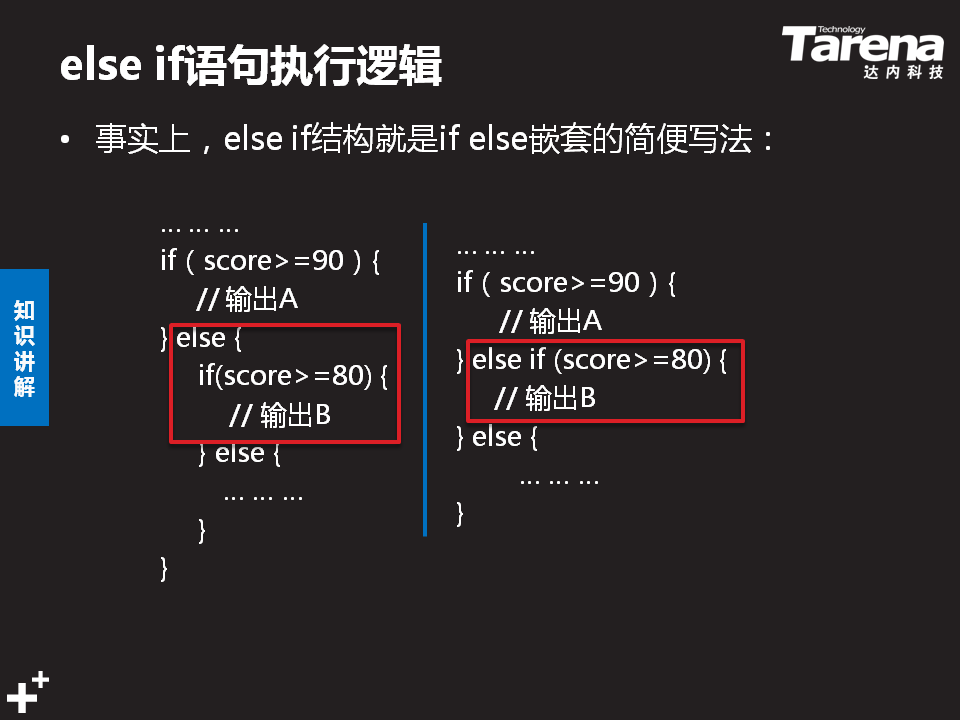 else if语句执行逻辑
Technology
Tarena
达内科技
• 事实上，else if结构就是if else嵌套的简便写法：
知识讲解
... ... ...
if ( score>=90 ) {
// 输出A
} else {
if(score>=80) {
// 输出B
} else {
... ... ...
}
}
... ... ...
if ( score>=90 ) {
// 输出A
} else if (score>=80) {
// 输出B
} else {
... ... ...
}